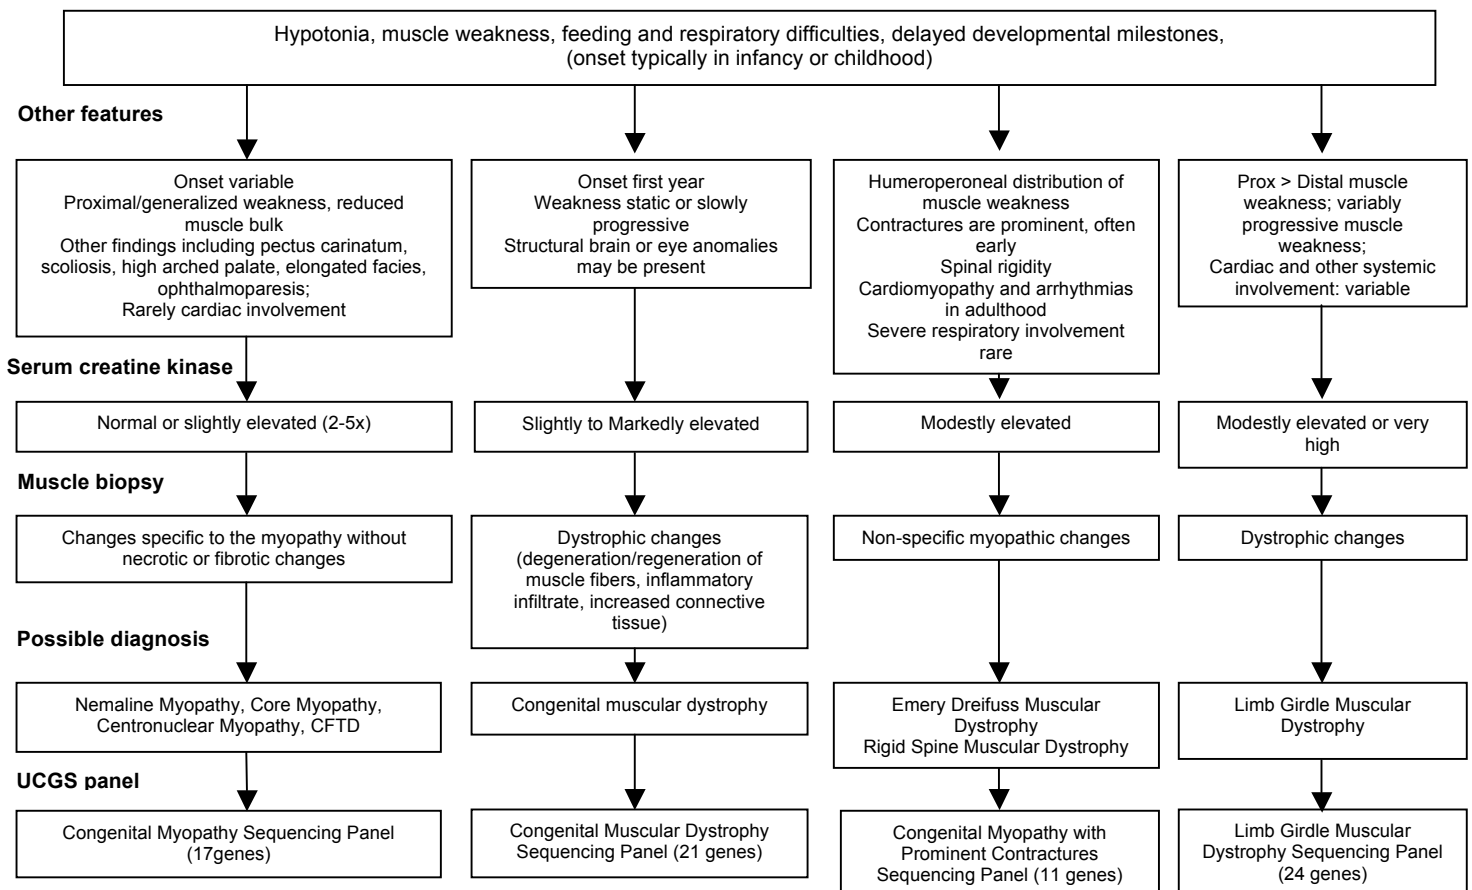 Hypotonia, muscle weakness, feeding and respiratory difficulties, delayed developmental milestones,
(onset typically in infancy or childhood)
Other features
Onset variable
Proximal/generalized weakness, reduced
muscle bulk
Other findings including pectus carinatum,
scoliosis, high arched palate, elongated facies,
ophthalmoparesis;
Rarely cardiac involvement
Onset first year
Weakness static or slowly
progressive
Structural brain or eye anomalies
may be present
Humeroperoneal distribution of
muscle weakness
Contractures are prominent, often
early
Spinal rigidity
Cardiomyopathy and arrhythmias
in adulthood
Severe respiratory involvement
rare
Prox > Distal muscle
weakness; variably
progressive muscle
weakness;
Cardiac and other systemic
involvement: variable
Serum creatine kinase
Normal or slightly elevated (2-5x)
Slightly to Markedly elevated
Modestly elevated
Modestly elevated or very
high
Muscle biopsy
Changes specific to the myopathy without
necrotic or fibrotic changes
Dystrophic changes
(degeneration/regeneration of
muscle fibers, inflammatory
infiltrate, increased connective
tissue)
Non-specific myopathic changes
Dystrophic changes
Possible diagnosis
Nemaline Myopathy, Core Myopathy,
Centronuclear Myopathy, CFTD
Congenital muscular dystrophy
Emery Dreifuss Muscular
Dystrophy
Rigid Spine Muscular Dystrophy
Limb Girdle Muscular
Dystrophy
UCGS panel
Congenital Myopathy Sequencing Panel
(17genes)
Congenital Muscular Dystrophy
Sequencing Panel (21 genes)
Congenital Myopathy with
Prominent Contractures
Sequencing Panel (11 genes)
Limb Girdle Muscular
Dystrophy Sequencing Panel
(24 genes)